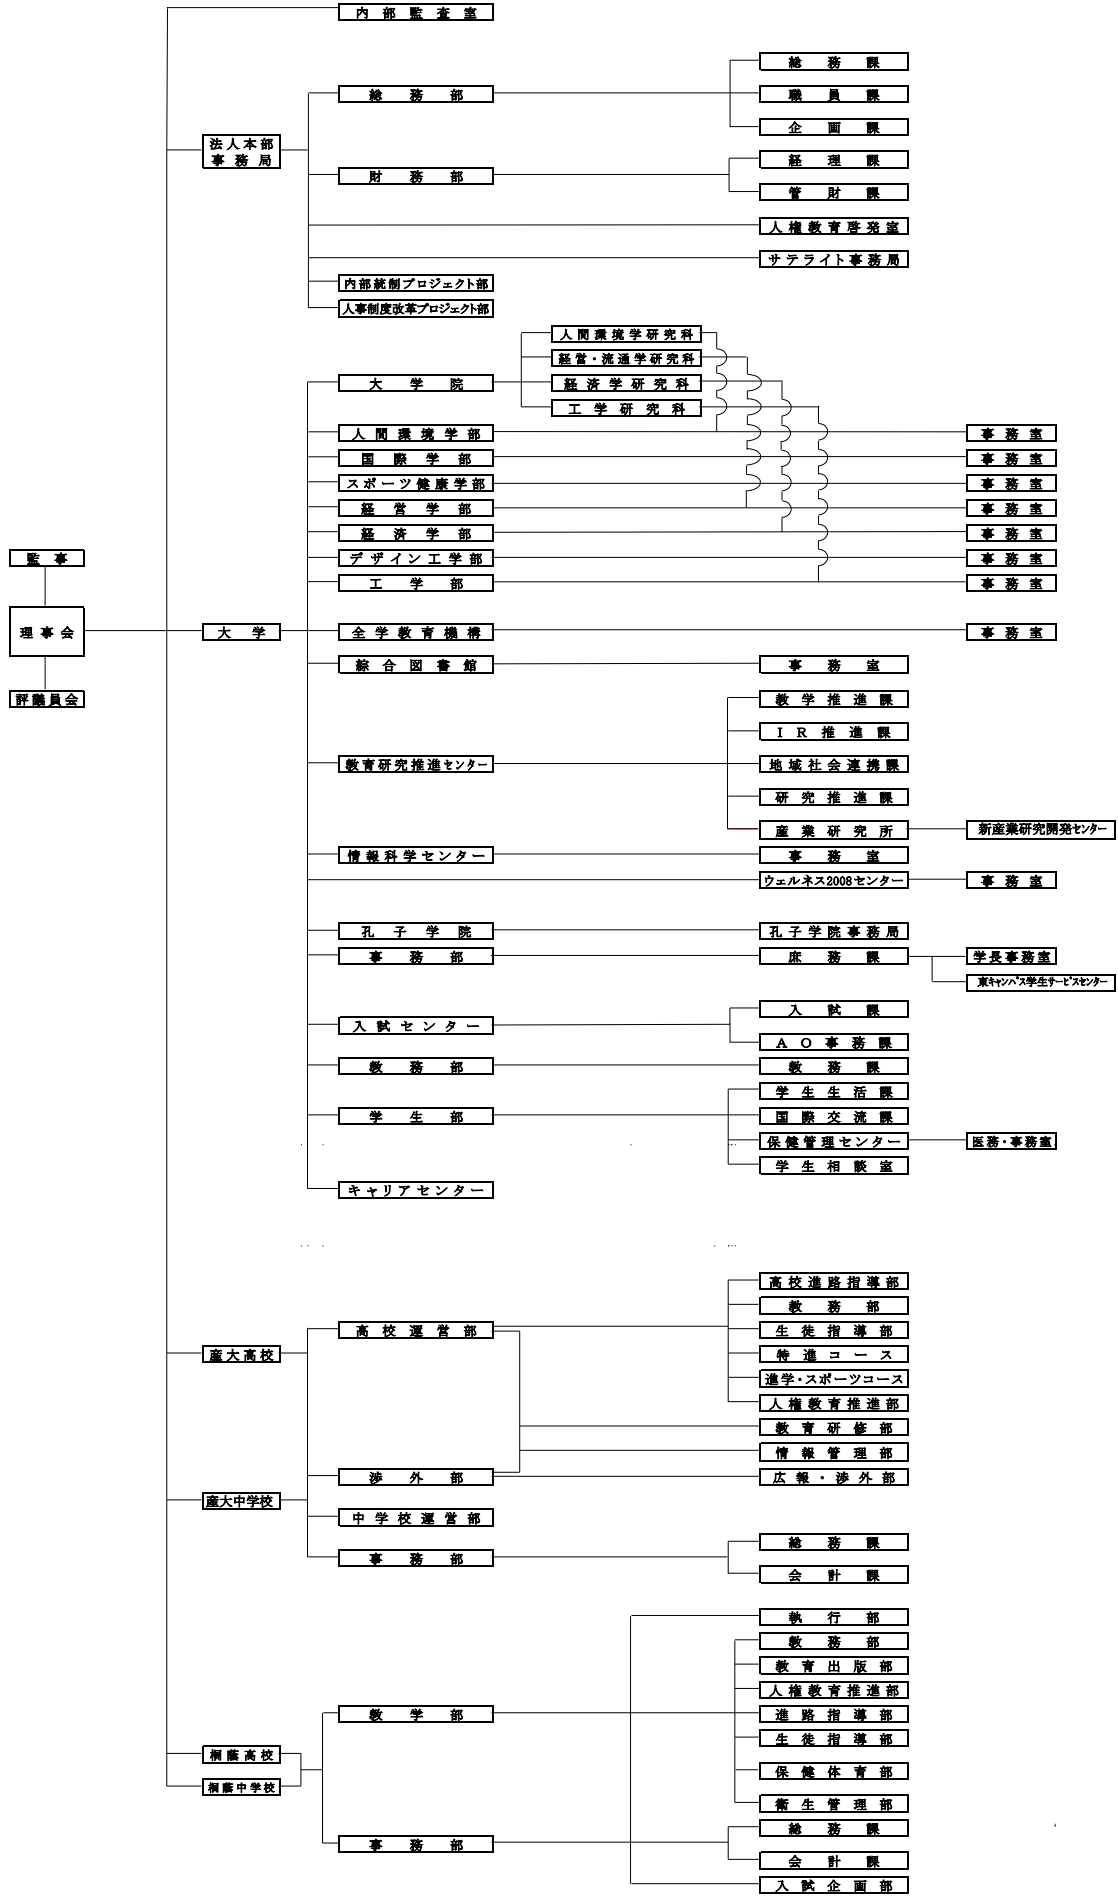 内部監査室
総務課
総務部
職員課
企画課
法人本部
事務局
経理課
財務部
管財課
人権教育啓発室
サテライト事務局
内部統制プロジェクト部
人事制度改革プロジェクト部
人間環境学研究科
経営・流通学研究科
大学院
経済学研究科
工学研究科
人間環境学部
事務室
国際学部
事務室
スポーツ健康学部
事務室
経営学部
事務室
経済学部
事務室
デザイン工学部
事務室
監事
工学部
事務室
理事会
大学
全学教育機構
事務室
綜合図書館
事務室
評議員会
教学推進課
IR推進課
教育研究推進センター
地域社会連携課
研究推進課
産業研究所
新産業研究開発センター
情報科学センター
事務室
ウェルネス2008センター
事務室
孔子学院
孔子学院事務局
事務部
庶務課
学長事務室
東キャンパス学生サービスセンター
入試課
入試センター
AO事務課
教務部
教務課
学生生活課
学生部
国際交流課
保健管理センター
医務・事務室
学生相談室
キャリアセンター
高校進路指導部
教務部
高校運営部
生徒指導部
産大高校
特進コース
進学・スポーツコース
人権教育推進部
教育研修部
情報管理部
渉外部
広報・渉外部
産大中学校
中学校運営部
総務課
事務部
会計課
執行部
教務部
教育出版部
人権教育推進部
教学部
進路指導部
生徒指導部
桐蔭高校
保健体育部
桐蔭中学校
衛生管理部
総務課
事務部
会計課
入試企画部